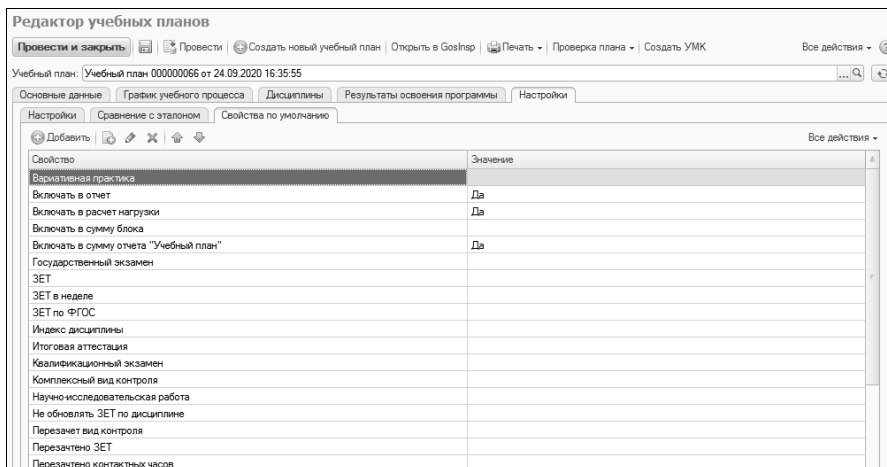 Редактор учебных планов
Провести и закрыть Провести Создать новый учебный план Открыть в GosInsp Печать Проверка плана Создать УМК Все действия
Учебный план: Учебный план 000000066 от 24.09.2020 16:35:55 ...
Основные данные График учебного процесса Дисциплины Результаты освоения программы Настройки
Настройки Сравнение с эталоном Свойства по умолчанию
Добавить Все действия
Свойство Значение
Вариативная практика
Включать в отчет Да
Включать в расчет нагрузки Да
Включать в сумму блока
Включать в сумму отчета "Учебный план" Да
Государственный экзамен
ЗЕТ
ЗЕТ в неделе
ЗЕТ по ФГОС
Индекс дисциплины
Итоговая аттестация
Квалификационный экзамен
Комплексный вид контроля
Научно-исследовательская работа
Не обновлять ЗЕТ по дисциплине
Перезачет вид контроля
Перезачтено ЗЕТ
Перезачтено контактных часов